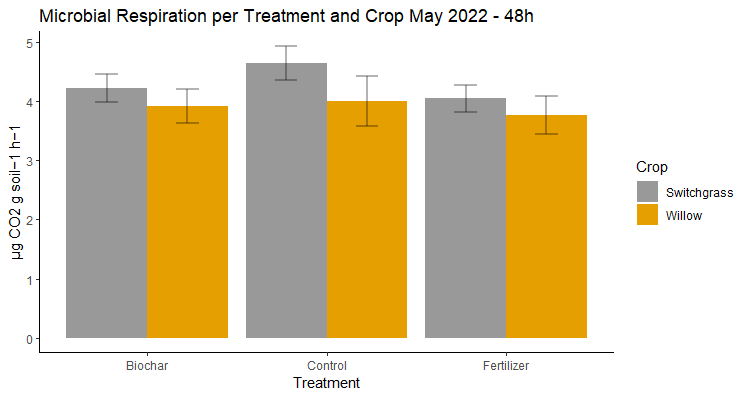 Microbial Respiration per Treatment and Crop May 2022 - 48h
µg CO2 g soil−1 h−1
5
4
3
2
1
0
Biochar
Control
Fertilizer
Treatment
Crop
Switchgrass
Willow